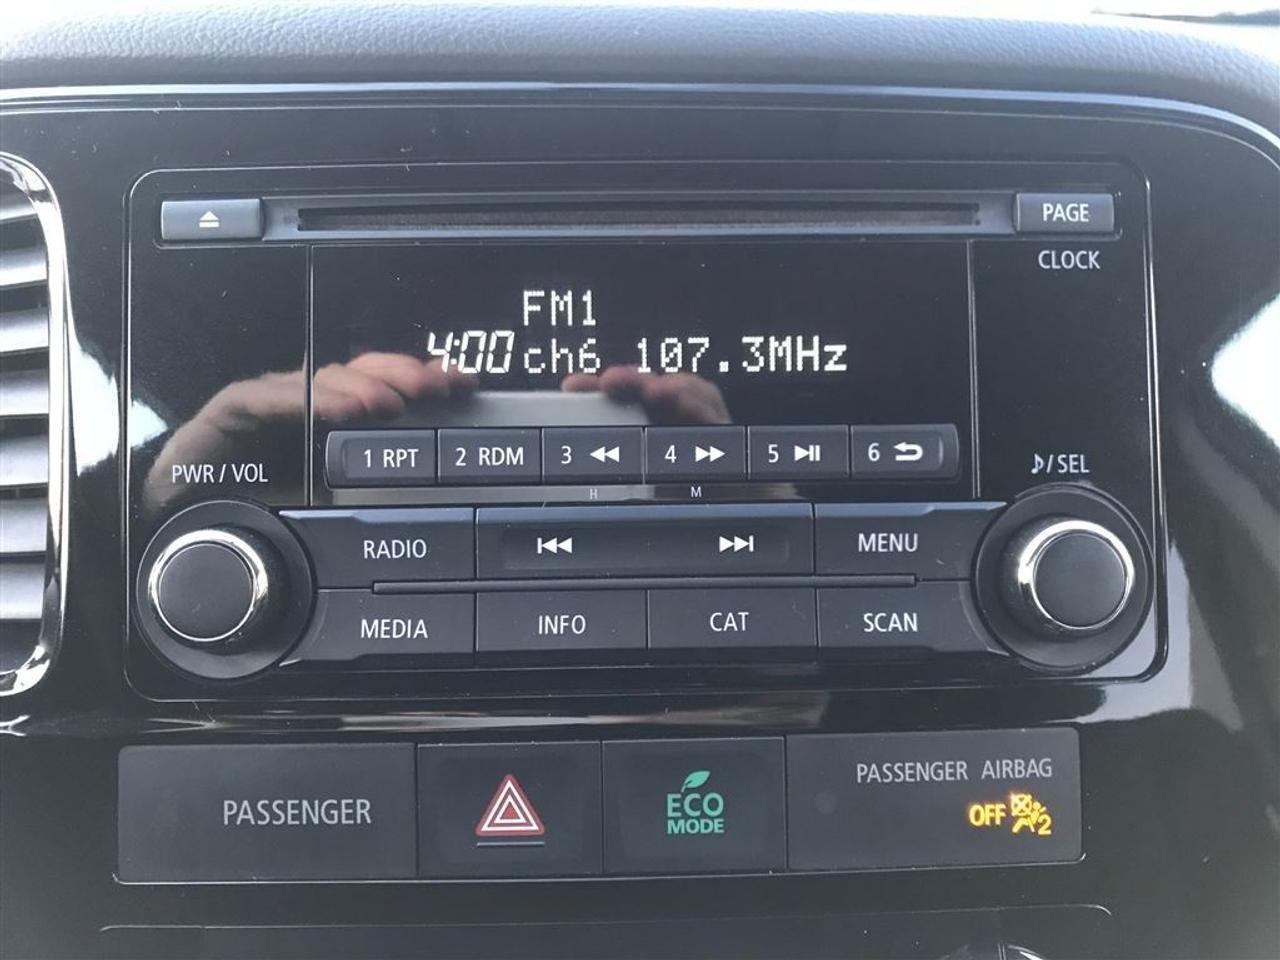 PAGE
CLOCK
FM1
4:00 ch6 107.3MHz
PWR / VOL
♪/SEL
1 RPT 2 RDM 3 4 5 6
H M
RADIO MENU
MEDIA INFO CAT SCAN
PASSENGER
ECO
MODE
PASSENGER AIRBAG
OFF 2